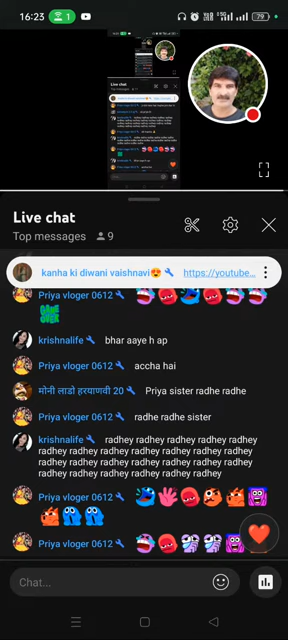 16:23
79
Live chat
Top messages 9
kanha ki diwani vaishnavi😍 https://youtube...
Priya vloger 0612
GAME OVER
krishnalife bhar aaye h ap
Priya vloger 0612 accha hai
मोनी लाडो हरयाणवी 20 Priya sister radhe radhe
Priya vloger 0612 radhe radhe sister
krishnalife radhey radhey radhey radhey radhey
radhey radhey radhey radhey radhey radhey
radhey radhey radhey radhey radhey radhey
radhey radhey radhey radhey radhey
Priya vloger 0612
Priya vloger 0612
Chat...